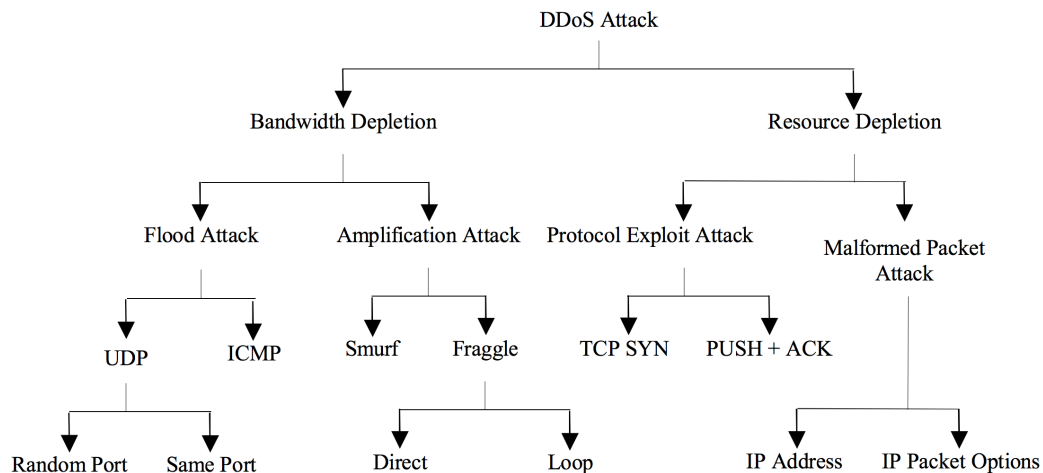 DDoS Attack
Bandwidth Depletion
Resource Depletion
Flood Attack
Amplification Attack
Protocol Exploit Attack
Malformed Packet
Attack
UDP
ICMP
Smurf
Fraggle
TCP SYN
PUSH + ACK
Random Port
Same Port
Direct
Loop
IP Address
IP Packet Options